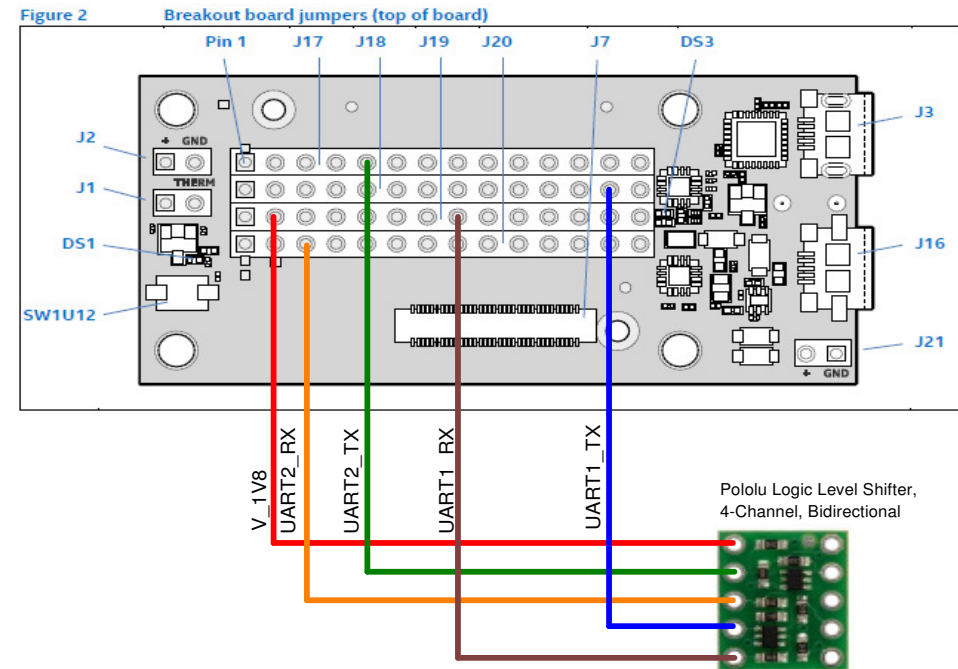 Figure 2 Breakout board jumpers (top of board)
Pin 1 J17 J18 J19 J20 J7 DS3
J2
+ GND
J3
THERM
J1
DS1
J16
SW1U12
J21
+ GND
V_1V8
UART2_RX
UART2_TX
UART1_RX
UART1_TX
Pololu Logic Level Shifter,
4-Channel, Bidirectional